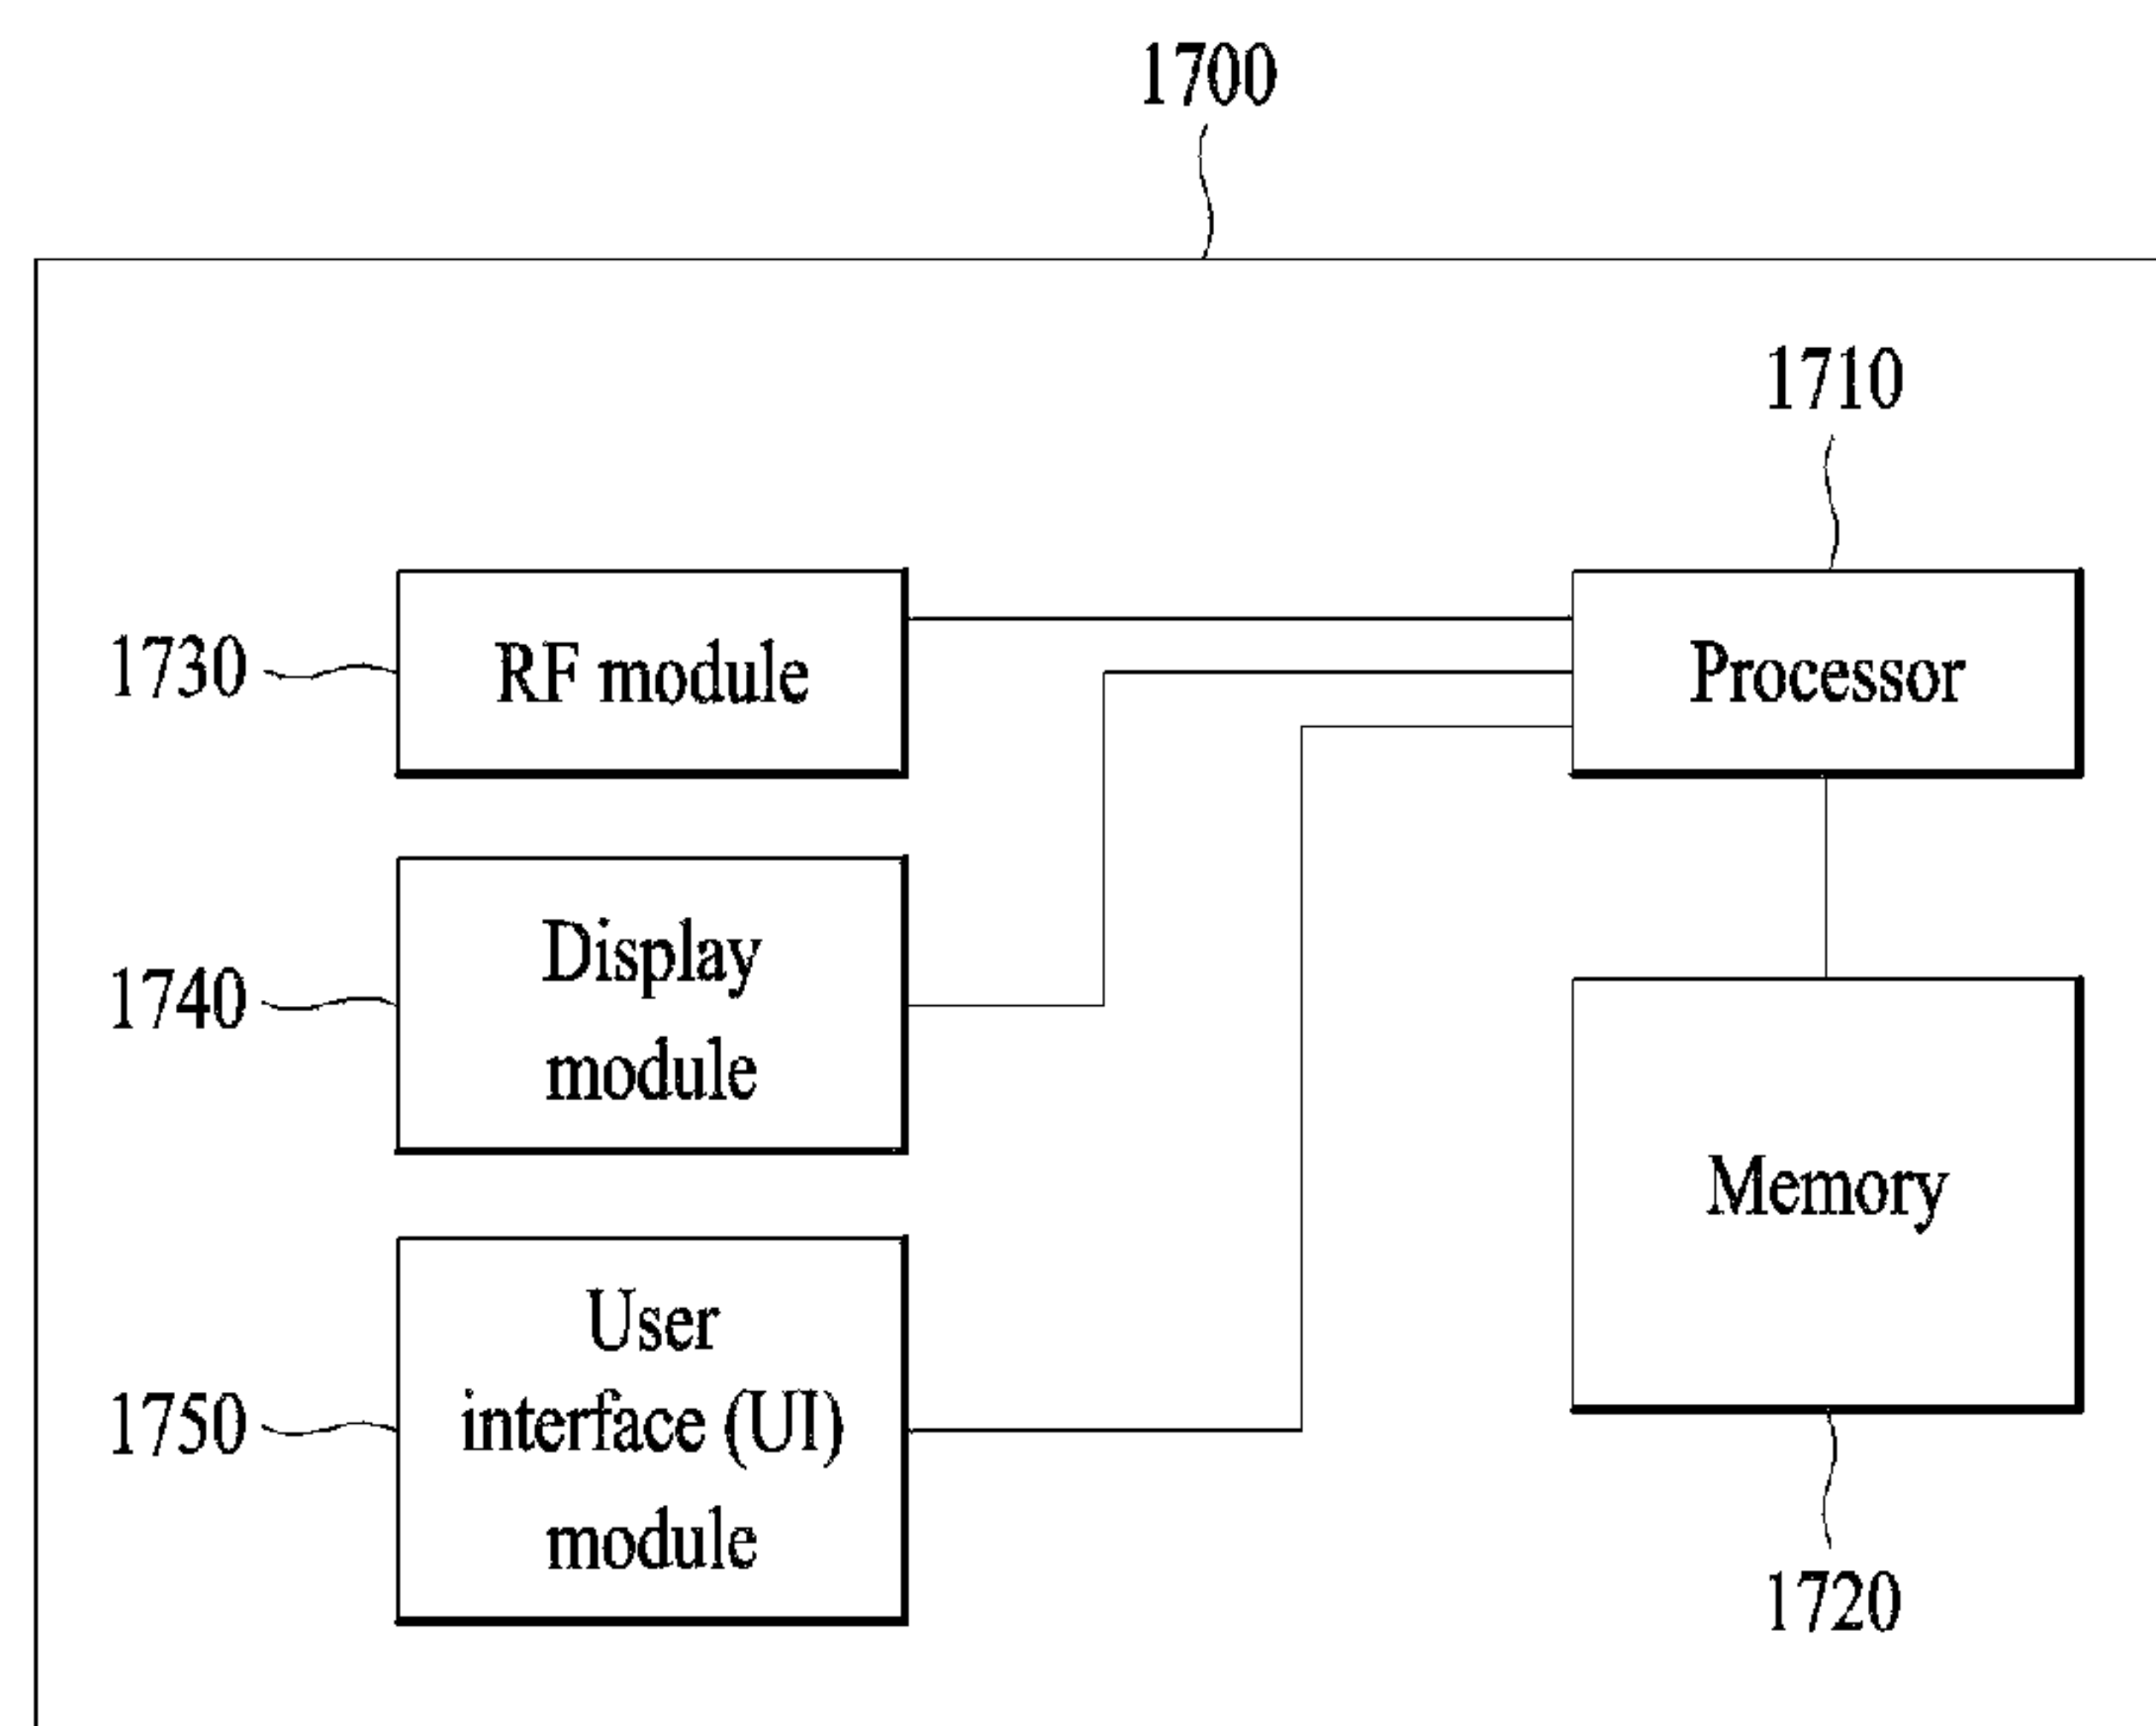 1700
1710
1730
RF module
Processor
1740
Display
module
Memory
1750
User
interface (UI)
module
1720